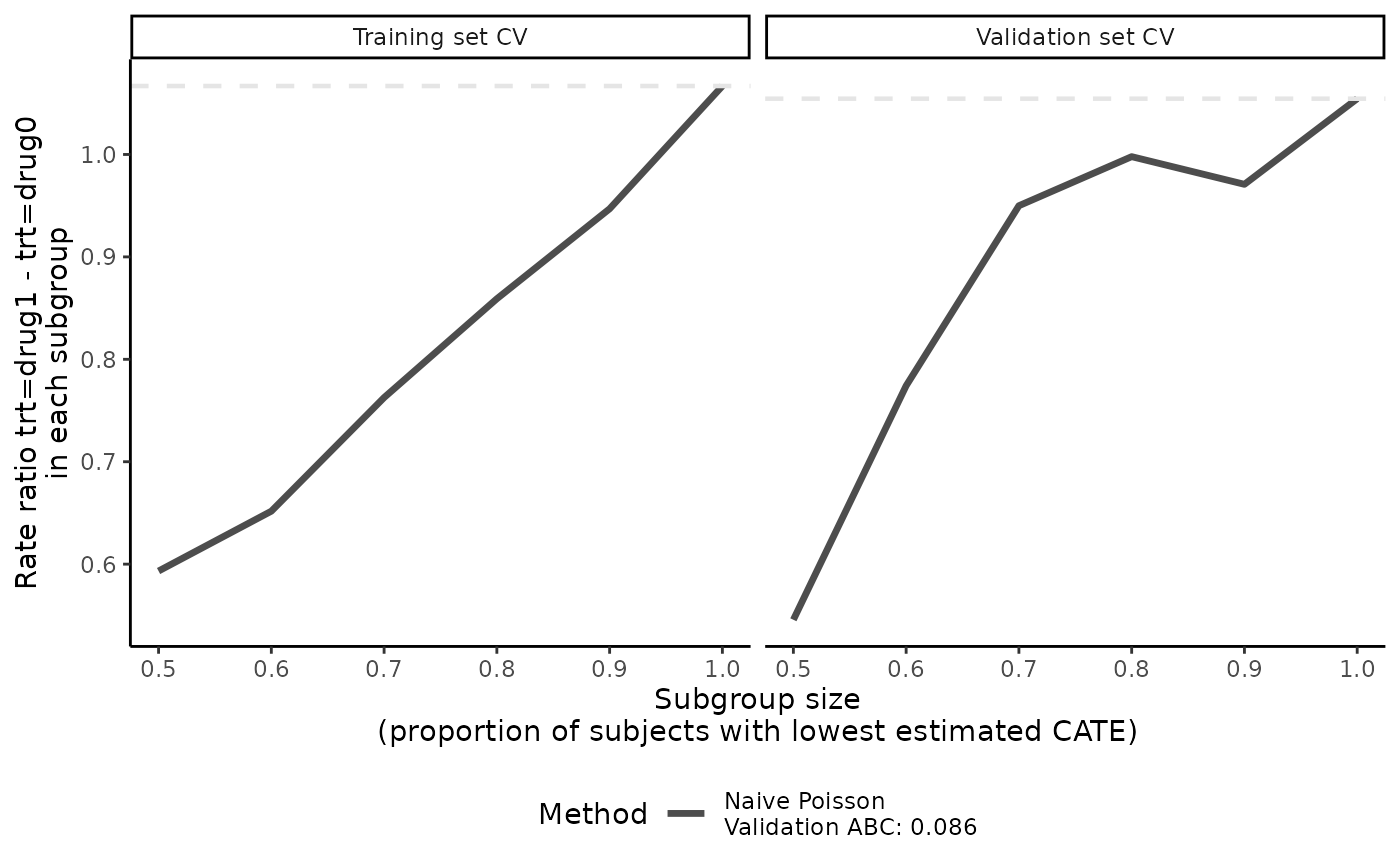 Training set CV
Validation set CV
Rate ratio trt=drug1 - trt=drug0
in each subgroup
1.0
0.9
0.8
0.7
0.6
0.5
0.6
0.7
0.8
0.9
1.0
0.5
0.6
0.7
0.8
0.9
1.0
Subgroup size
(proportion of subjects with lowest estimated CATE)
Method
Naive Poisson
Validation ABC: 0.086